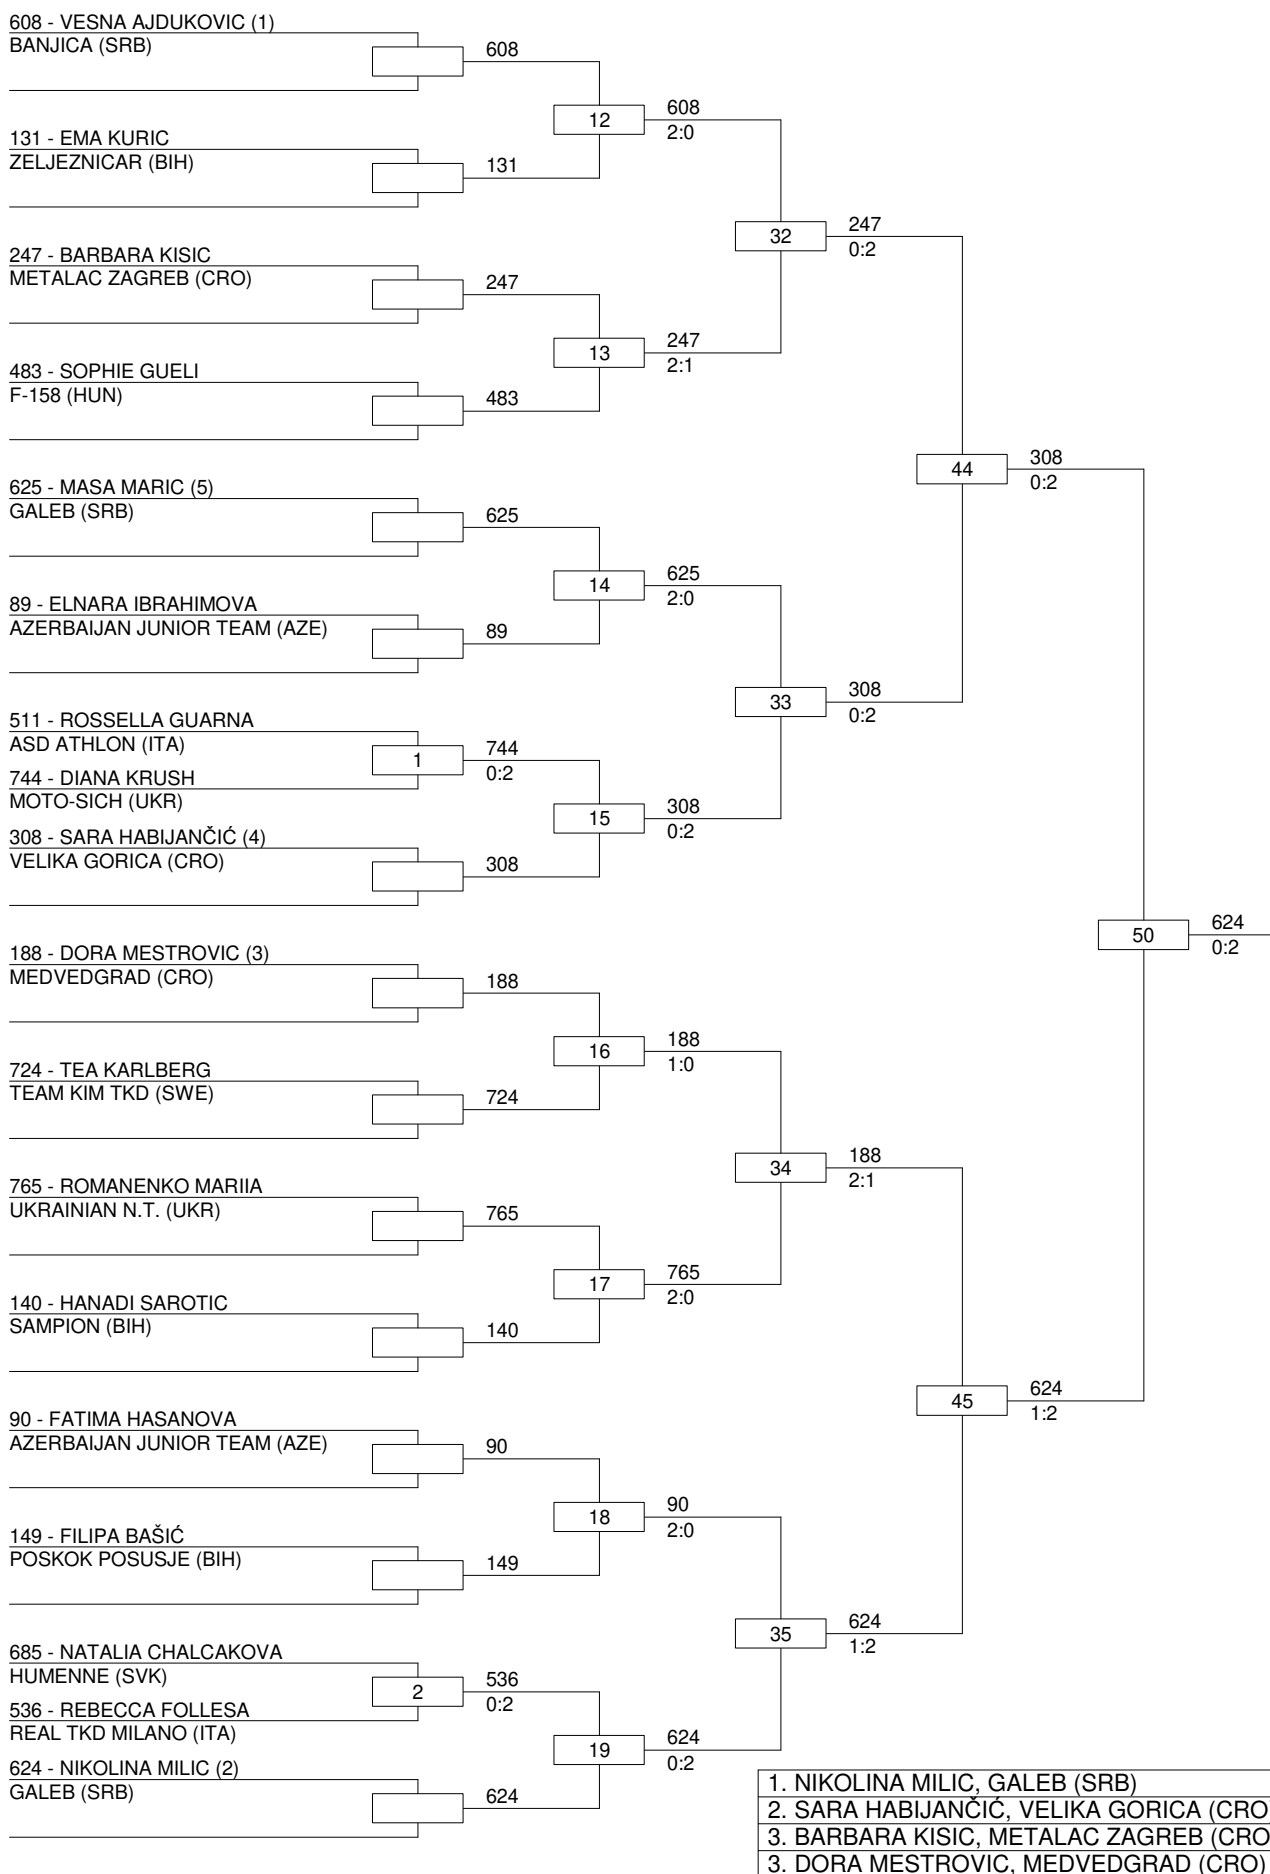 608 - VESNA AJDUKOVIC (1)
BANJICA (SRB)
608
12
608
2:0
131 - EMA KURIC
ZELJEZNICAR (BIH)
131
32
247
0:2
247 - BARBARA KISIC
METALAC ZAGREB (CRO)
247
13
247
2:1
483 - SOPHIE GUELI
F-158 (HUN)
483
44
308
0:2
625 - MASA MARIC (5)
GALEB (SRB)
625
14
625
2:0
89 - ELNARA IBRAHIMOVA
AZERBAIJAN JUNIOR TEAM (AZE)
89
33
308
0:2
511 - ROSSELLA GUARNA
ASD ATHLON (ITA)
1
744
0:2
744 - DIANA KRUSH
MOTO-SICH (UKR)
15
308
0:2
308 - SARA HABIJANČIĆ (4)
VELIKA GORICA (CRO)
308
50
624
0:2
188 - DORA MESTROVIC (3)
MEDVEDGRAD (CRO)
188
16
188
1:0
724 - TEA KARLBERG
TEAM KIM TKD (SWE)
724
34
188
2:1
765 - ROMANENKO MARIIA
UKRAINIAN N.T. (UKR)
765
17
765
2:0
140 - HANADI SAROTIC
SAMPION (BIH)
140
45
624
1:2
90 - FATIMA HASANOVA
AZERBAIJAN JUNIOR TEAM (AZE)
90
18
90
2:0
149 - FILIPA BAŠIĆ
POSKOK POSUSJE (BIH)
149
35
624
1:2
685 - NATALIA CHALCAKOVA
HUMENNE (SVK)
2
536
0:2
536 - REBECCA FOLLESA
REAL TKD MILANO (ITA)
19
624
0:2
624 - NIKOLINA MILIC (2)
GALEB (SRB)
624
1. NIKOLINA MILIC, GALEB (SRB)
2. SARA HABIJANČIĆ, VELIKA GORICA (CRO
3. BARBARA KISIC, METALAC ZAGREB (CRO
3. DORA MESTROVIC, MEDVEDGRAD (CRO)